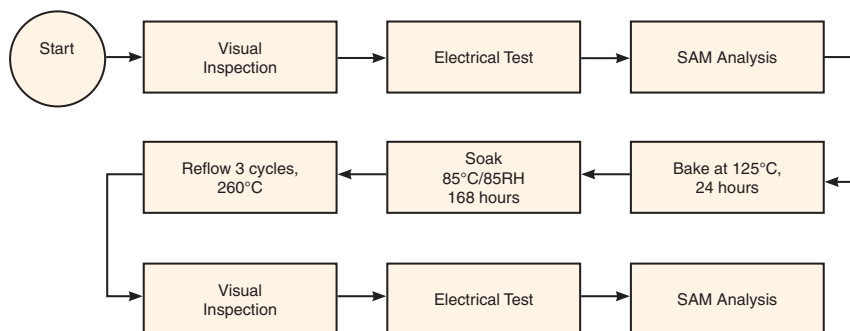 Start
Visual
Inspection
Electrical Test
SAM Analysis
Reflow 3 cycles,
260°C
Soak
85°C/85RH
168 hours
Bake at 125°C,
24 hours
Visual
Inspection
Electrical Test
SAM Analysis